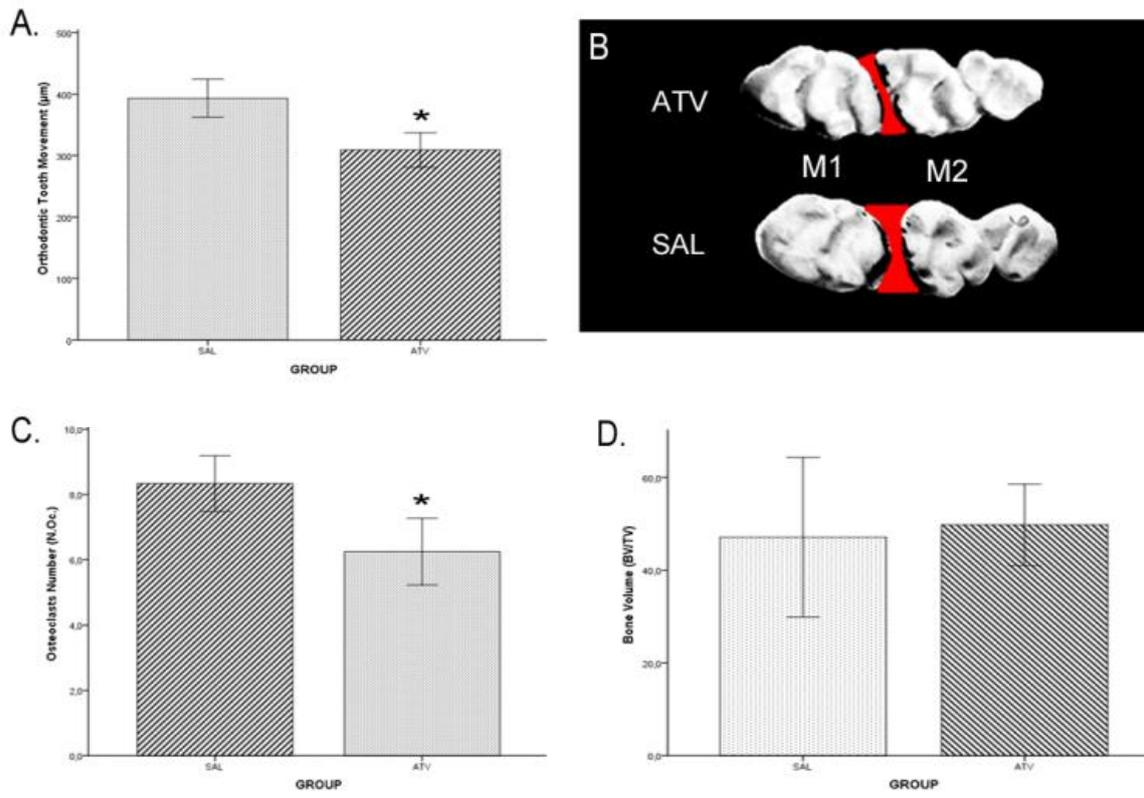 A.
Orthodontic Tooth Movement (µm)
500
400
300
200
100
0
*
SAL
ATV
GROUP
B
ATV
M1
M2
SAL
C.
Osteoclasts Number (N.Oc.)
10,0
8,0
6,0
4,0
2,0
0,0
*
SAL
ATV
GROUP
D.
Bone Volume (BV/TV)
60,0
40,0
20,0
0,0
SAL
ATV
GROUP